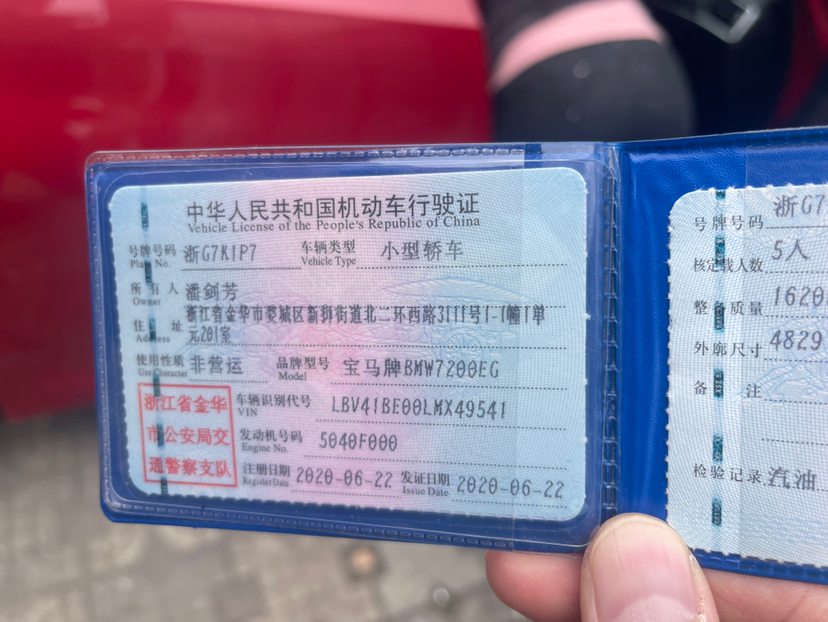 中华人民共和国机动车行驶证
Vehicle License of the People's Republic of China
号牌号码 浙G7K1P7 车辆类型 小型轿车
Plate No. Vehicle Type
所有人 潘剑芳
Owner
住址 浙江省金华市婺城区新狮街道北二环西路3111号1-1幢1单
Address 元201室
使用性质 非营运 品牌型号 宝马牌BMW7200EG
Use Character Model
浙江省金华
市公安局交
通警察支队
车辆识别代号 LBV41BE00LMX49541
VIN
发动机号码 5040F000
Engine No.
注册日期 2020-06-22 发证日期 2020-06-22
Register Date Issue Date
号牌号码 浙G7
核定载人数 5人
整备质量 1620
外廓尺寸 4829
备注
检验记录 汽油